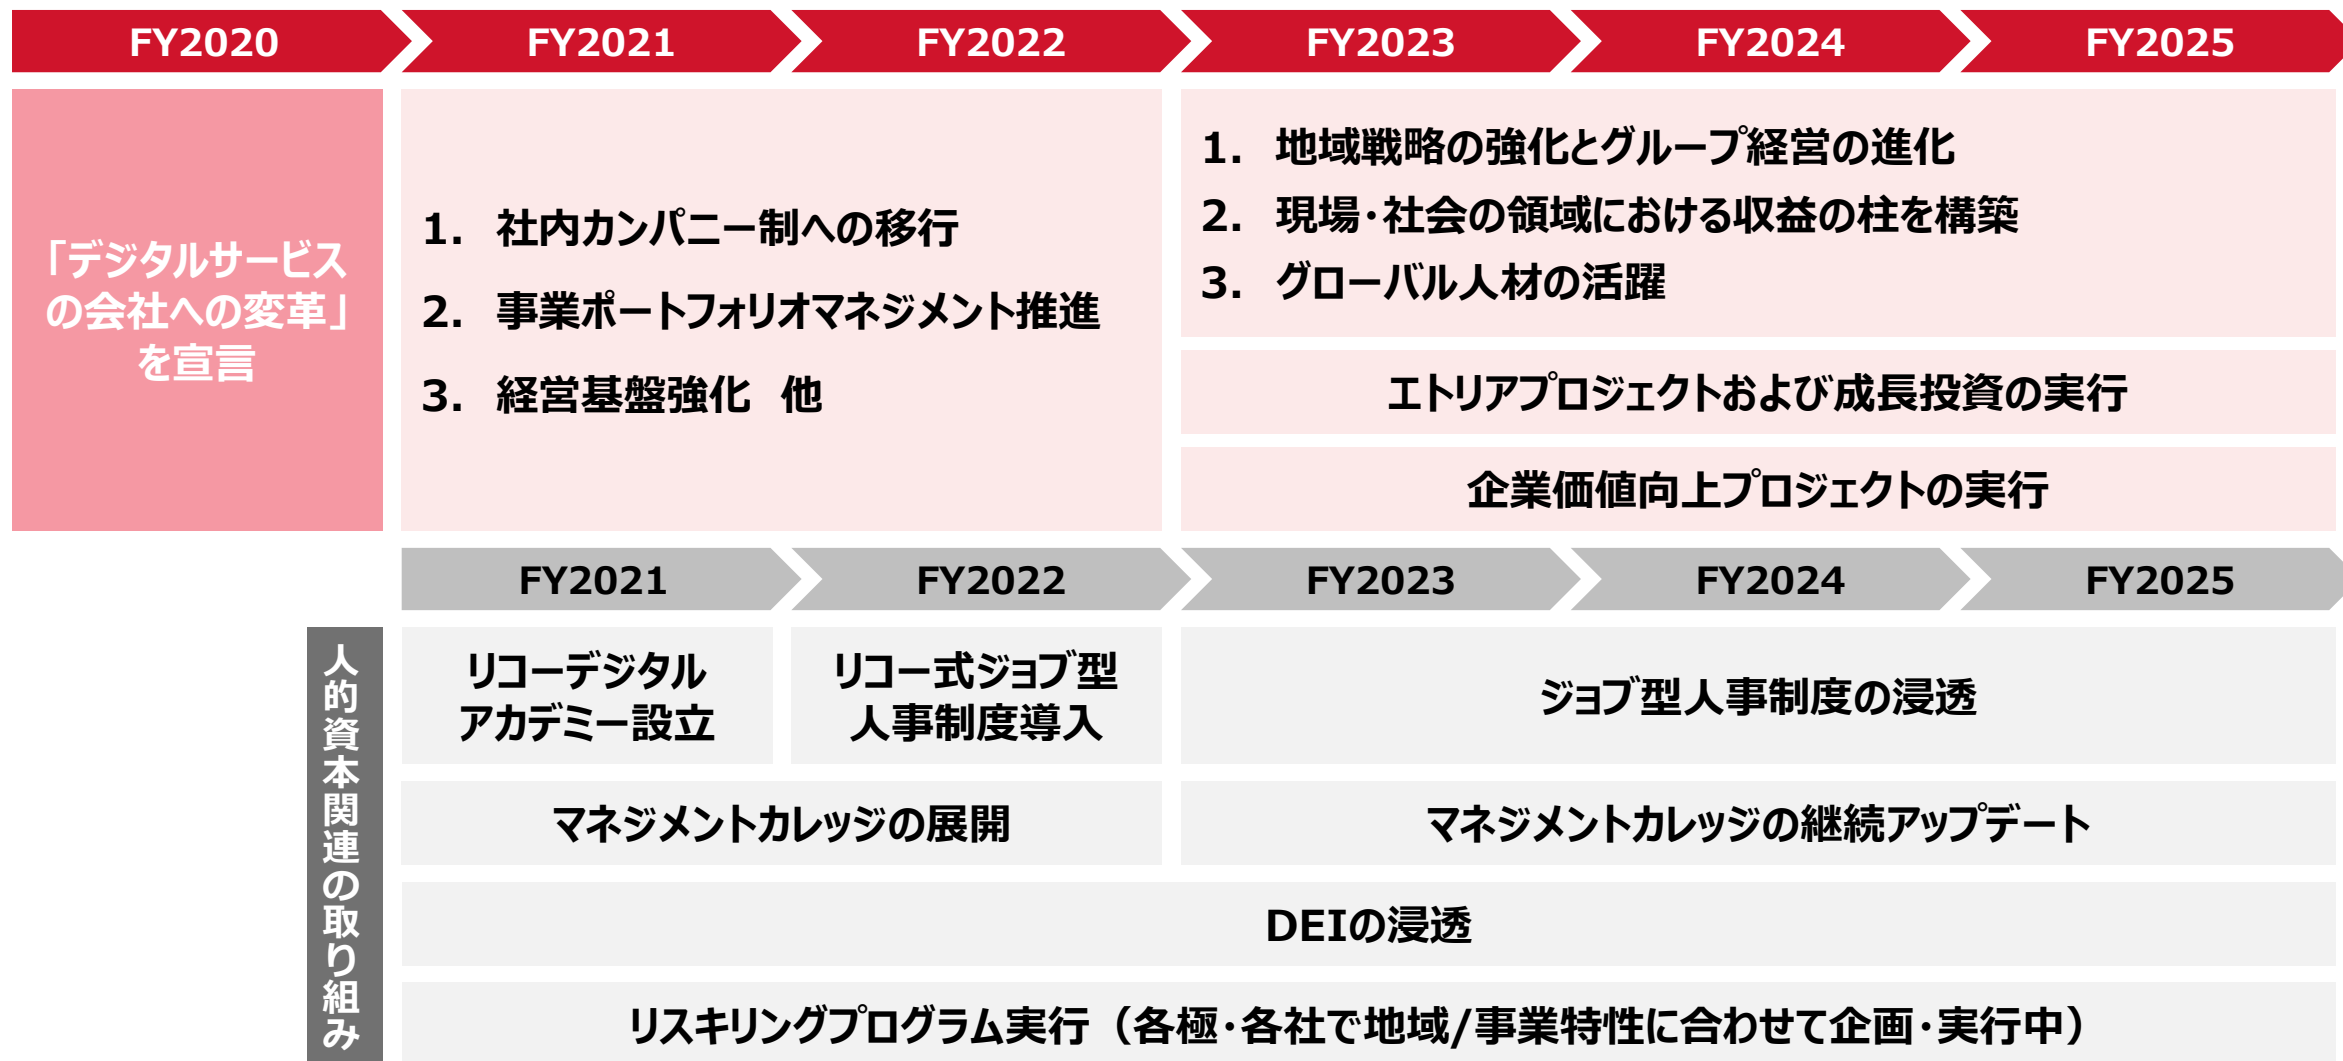 FY2020
FY2021
FY2022
FY2023
FY2024
FY2025
「デジタルサービス
の会社への変革」
を宣言
1. 社内カンパニー制への移行
2. 事業ポートフォリオマネジメント推進
3. 経営基盤強化 他
1. 地域戦略の強化とグループ経営の進化
2. 現場・社会の領域における収益の柱を構築
3. グローバル人材の活躍
エトリアプロジェクトおよび成長投資の実行
企業価値向上プロジェクトの実行
FY2021
FY2022
FY2023
FY2024
FY2025
人的資本関連の取り組み
リコーデジタル
アカデミー設立
リコー式ジョブ型
人事制度導入
ジョブ型人事制度の浸透
マネジメントカレッジの展開
マネジメントカレッジの継続アップデート
DEIの浸透
リスキリングプログラム実行（各極・各社で地域/事業特性に合わせて企画・実行中）